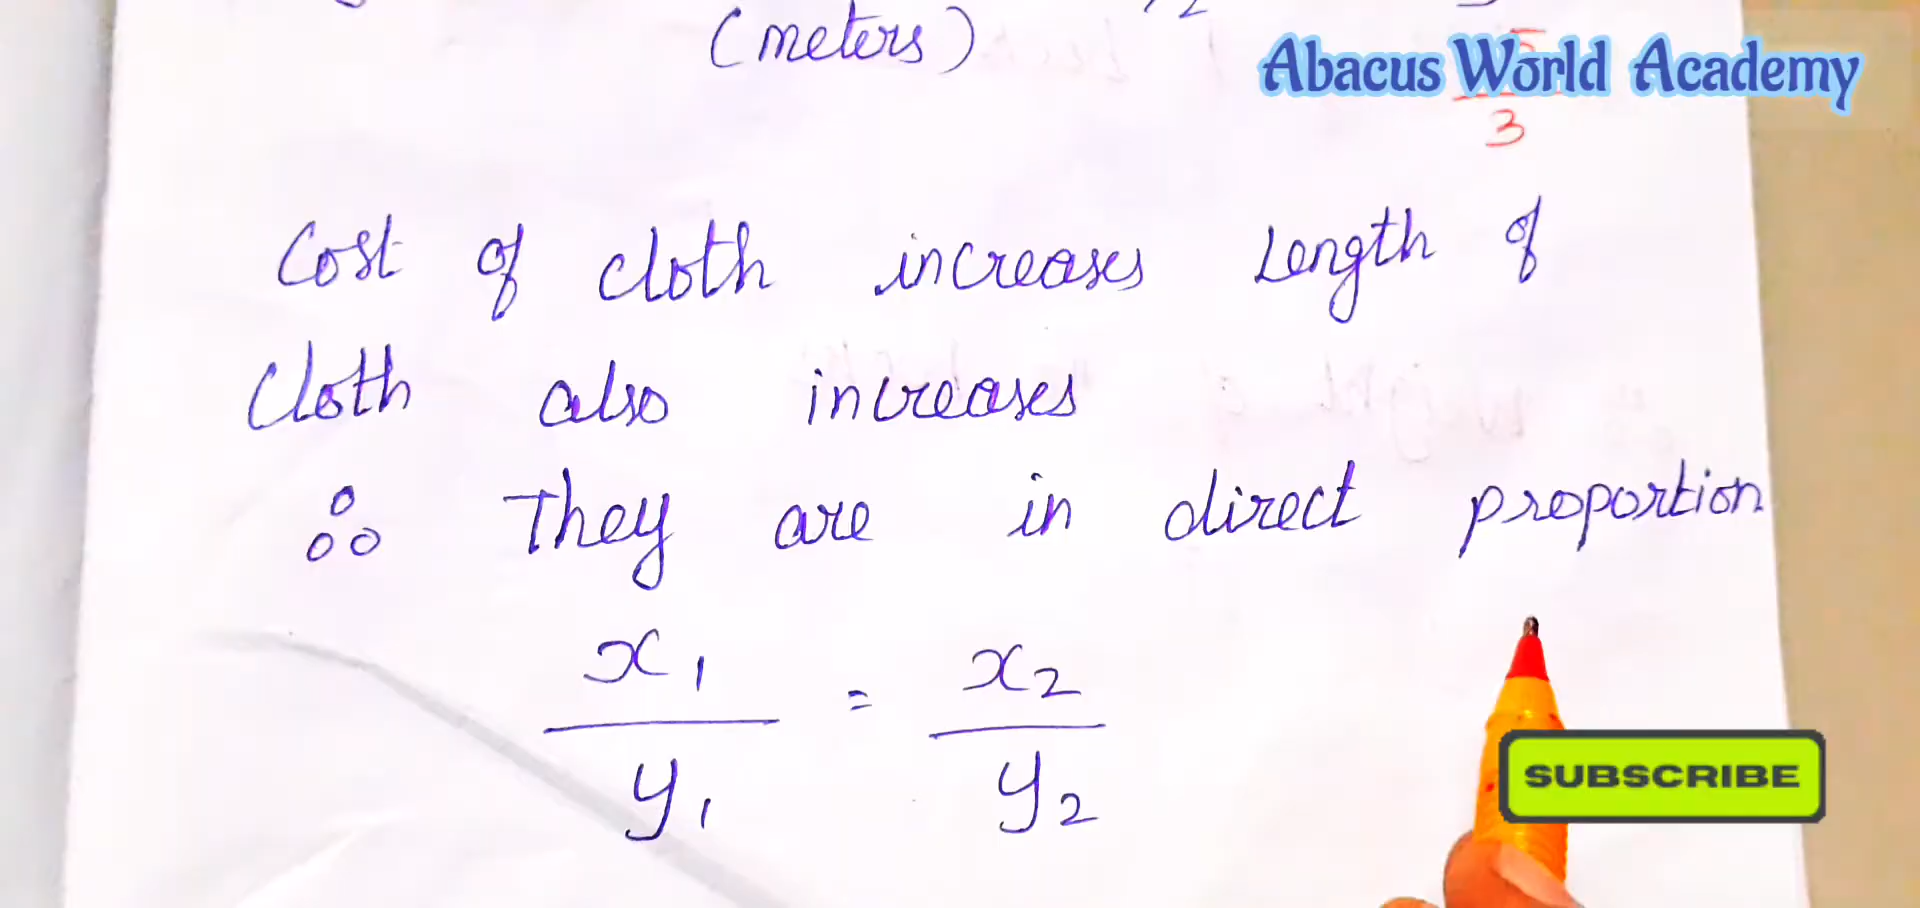 (meters)
Abacus World Academy
3
Cost of cloth increases Length of
Cloth also increases
∴ They are in direct proportion
x₁ = x₂
y₁ y₂
SUBSCRIBE